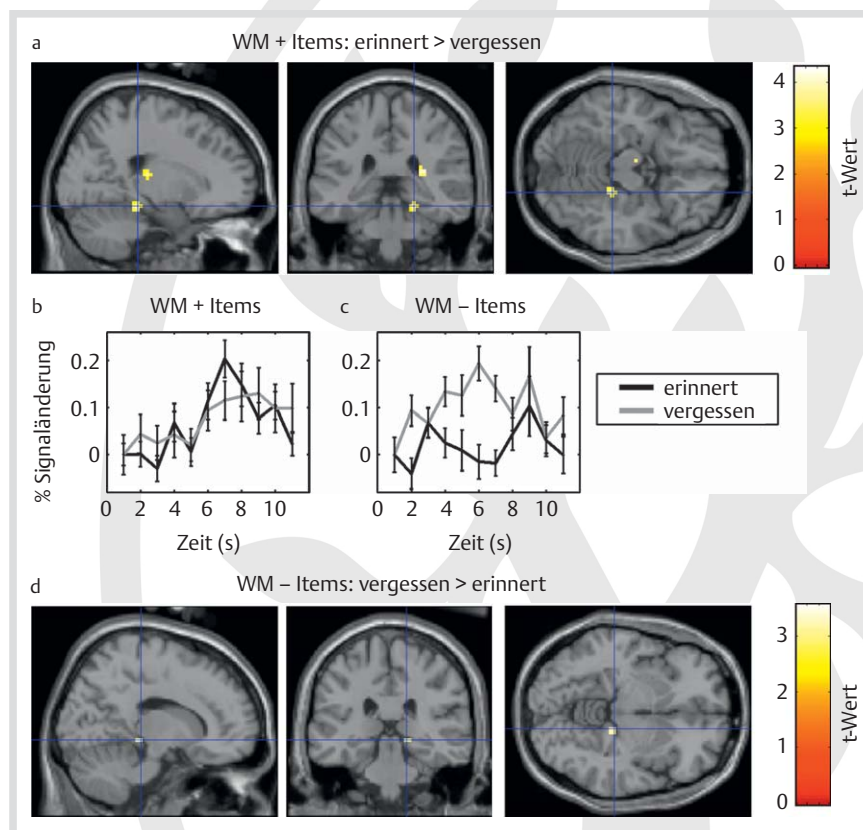 a
WM + Items: erinnert > vergessen
4
3
2
1
0
t-Wert
b
WM + Items
c
WM – Items
% Signaländerung
0.2
0.1
0
0 2 4 6 8 10
Zeit (s)
0.2
0.1
0
0 2 4 6 8 10
Zeit (s)
erinnert
vergessen
d
WM – Items: vergessen > erinnert
3
2
1
0
t-Wert